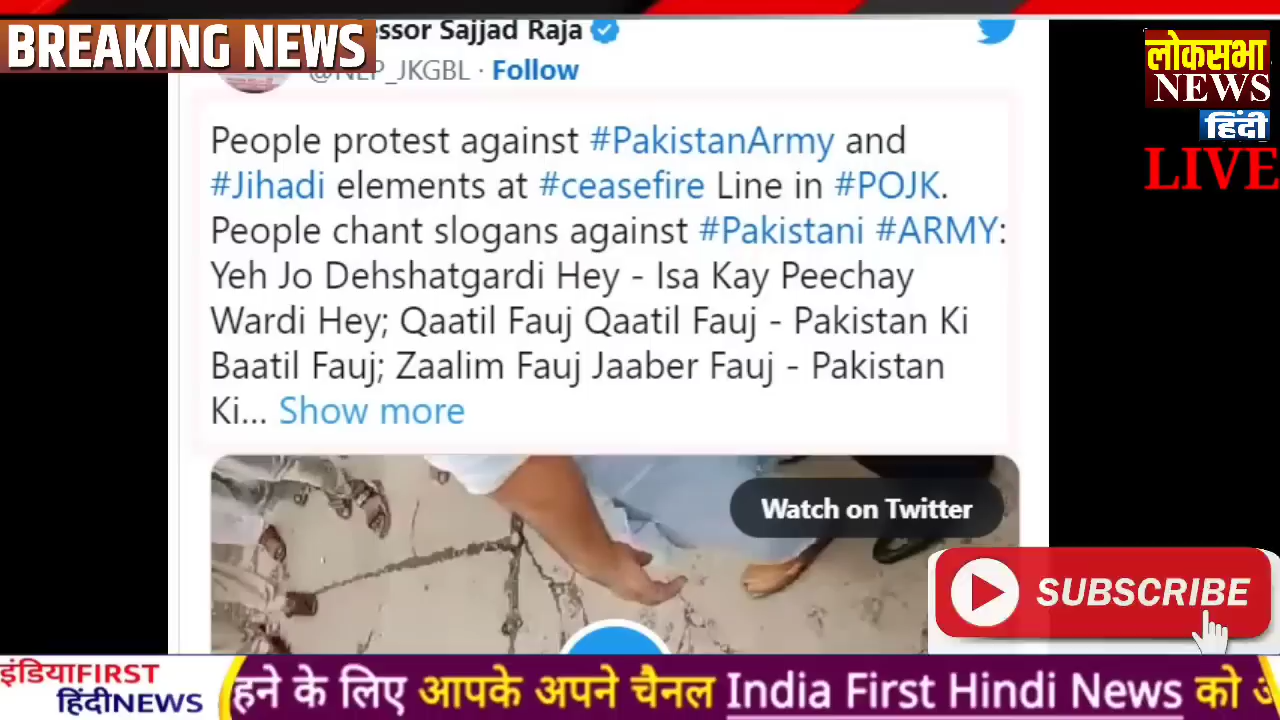 BREAKING NEWS
essor Sajjad Raja
@NEP_JKGBL · Follow
लोकसभा
NEWS
हिंदी
LIVE
People protest against #PakistanArmy and
#Jihadi elements at #ceasefire Line in #POJK.
People chant slogans against #Pakistani #ARMY:
Yeh Jo Dehshatgardi Hey - Isa Kay Peechay
Wardi Hey; Qaatil Fauj Qaatil Fauj - Pakistan Ki
Baatil Fauj; Zaalim Fauj Jaaber Fauj - Pakistan
Ki... Show more
Watch on Twitter
SUBSCRIBE
इंडियाFIRST
हिंदीNEWS
हने के लिए आपके अपने चैनल India First Hindi News को